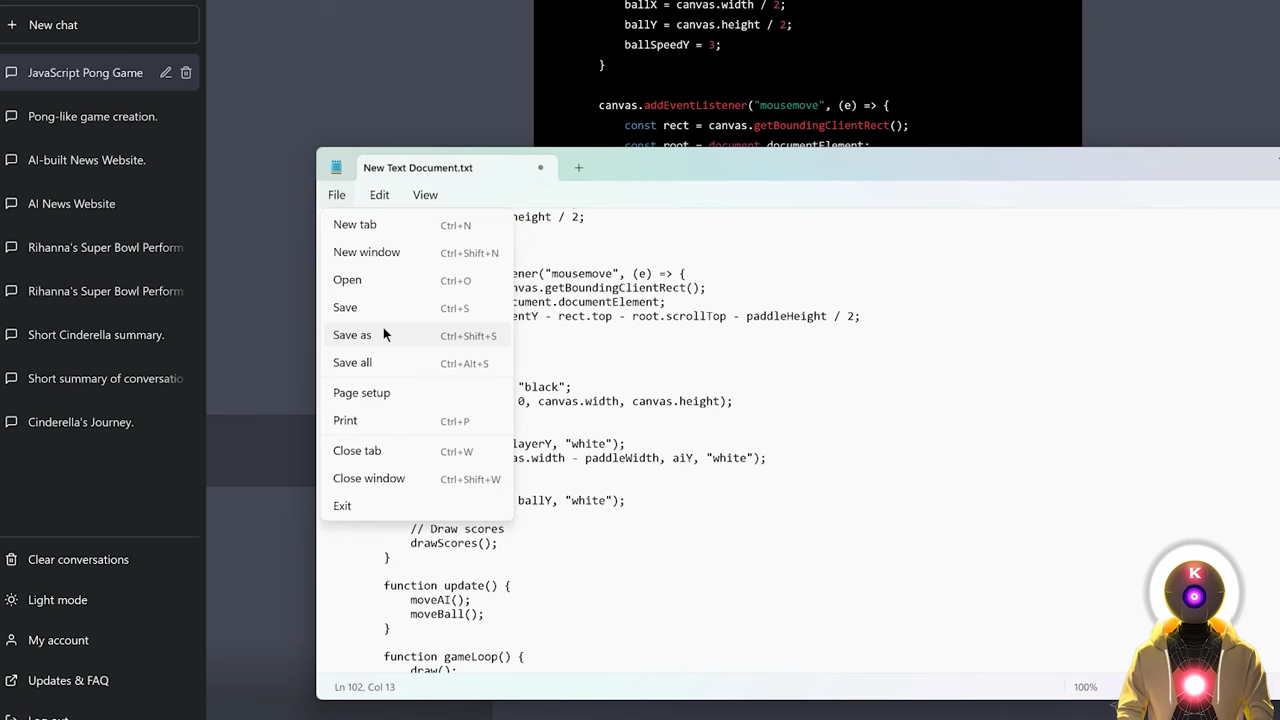 New chat
JavaScript Pong Game
Pong-like game creation.
AI-built News Website.
AI News Website
Rihanna's Super Bowl Perform
Rihanna's Super Bowl Perform
Short Cinderella summary.
Short summary of conversatio
Cinderella's Journey.
Clear conversations
Light mode
My account
Updates & FAQ
Log out
ballX = canvas.width / 2;
ballY = canvas.height / 2;
ballSpeedY = 3;
}
canvas.addEventListener("mousemove", (e) => {
const rect = canvas.getBoundingClientRect();
const root = document.documentElement;
New Text Document.txt
File Edit View
New tab Ctrl+N
New window Ctrl+Shift+N
Open Ctrl+O
Save Ctrl+S
Save as Ctrl+Shift+S
Save all Ctrl+Alt+S
Page setup
Print Ctrl+P
Close tab Ctrl+W
Close window Ctrl+Shift+W
Exit
height / 2;
ener("mousemove", (e) => {
nvas.getBoundingClientRect();
cument.documentElement;
entY - rect.top - root.scrollTop - paddleHeight / 2;
"black";
0, canvas.width, canvas.height);
layerY, "white");
as.width - paddleWidth, aiY, "white");
ballY, "white");
// Draw scores
drawScores();
}
function update() {
moveAI();
moveBall();
}
function gameLoop() {
draw();
Ln 102, Col 13
100%
K